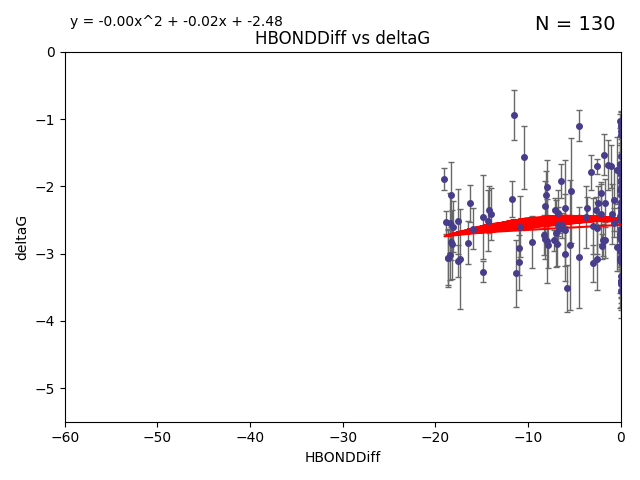 y = -0.00x^2 + -0.02x + -2.48
N = 130
HBONDDiff vs deltaG
0
−1
−2
−3
−4
−5
deltaG
−60 −50 −40 −30 −20 −10 0
HBONDDiff